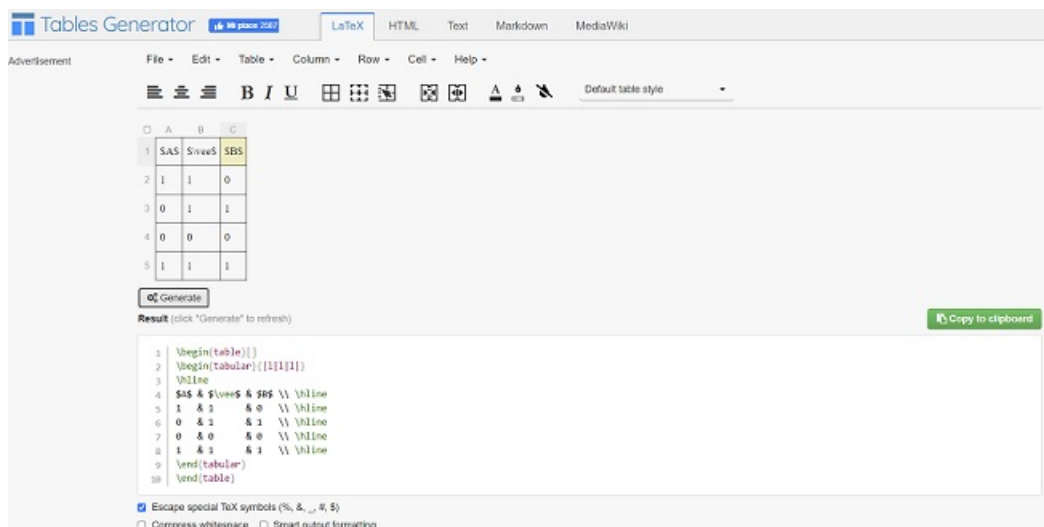 Tables Generator Mi piace 2507 LaTeX HTML Text Markdown MediaWiki
Advertisement File Edit Table Column Row Cell Help
B I U A Default table style
A B C
1 $A$ $\vee$ $B$
2 1 1 0
3 0 1 1
4 0 0 0
5 1 1 1
Generate
Result (click "Generate" to refresh) Copy to clipboard
1 \begin{table}[]
2 \begin{tabular}{|l|l|l|}
3 \hline
4 $A$ & $\vee$ & $B$ \\ \hline
5 1 & 1 & 0 \\ \hline
6 0 & 1 & 1 \\ \hline
7 0 & 0 & 0 \\ \hline
8 1 & 1 & 1 \\ \hline
9 \end{tabular}
10 \end{table}
Escape special TeX symbols (%, &, _, #, $)
Compress whitespace Smart output formatting